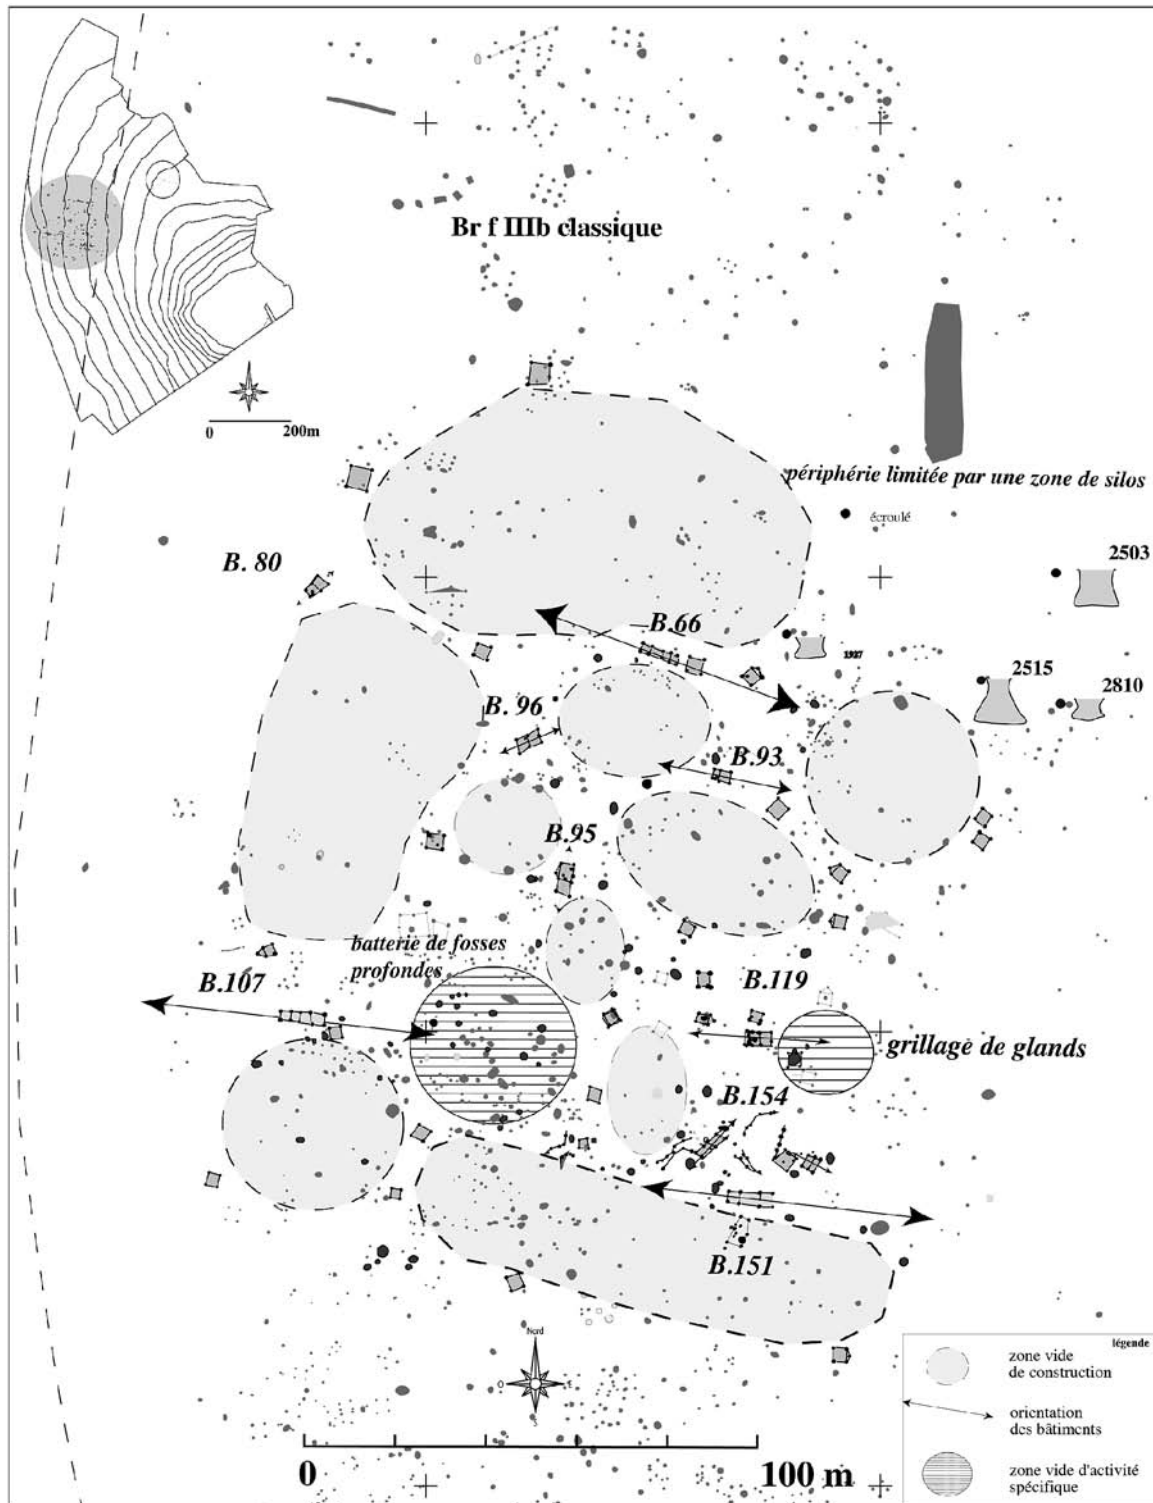 0 200m
Br f IIIb classique
périphérie limitée par une zone de silos
écroulé
2503
B. 80
B.66
1927
2515
2810
B. 96
B.93
B.95
batterie de fosses
profondes
B.107
B.119
grillage de glands
B.154
B.151
Nord
O
E
S
0 100 m
légende
zone vide
de construction
orientation
des bâtiments
zone vide d'activité
spécifique